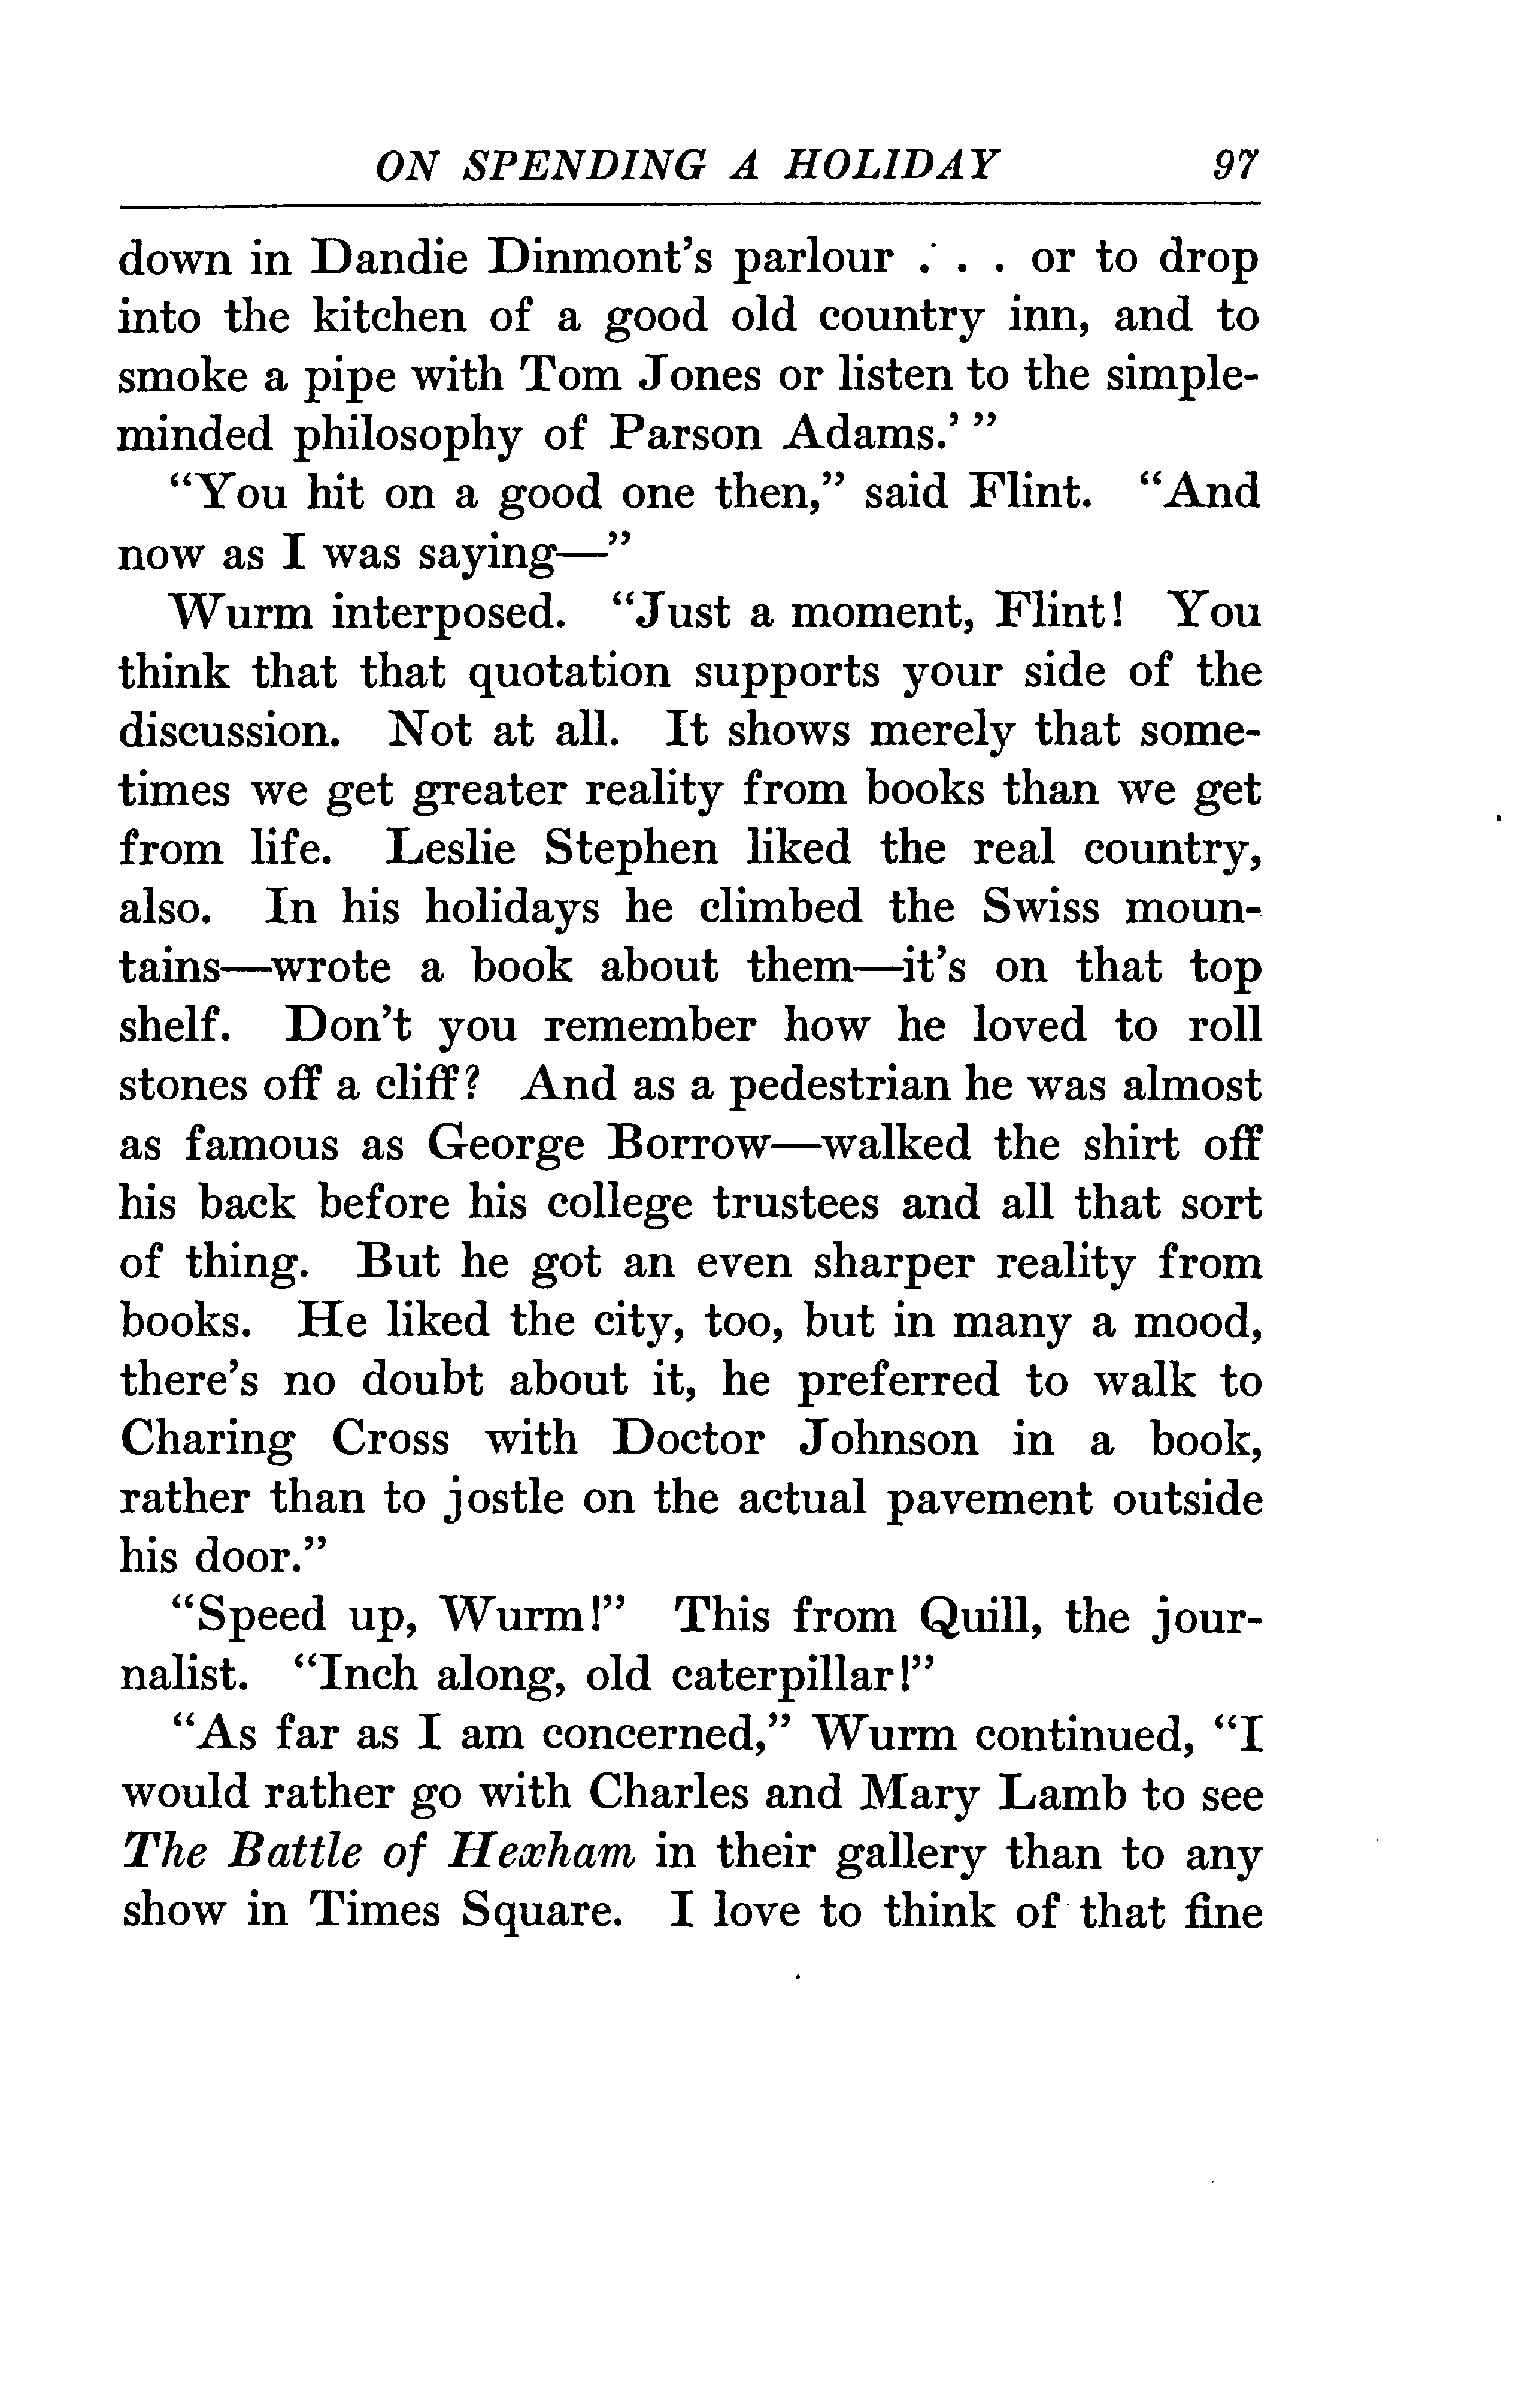 ON SPENDING A HOLIDAY 97
down in Dandie Dinmont's parlour . . . or to drop
into the kitchen of a good old country inn, and to
smoke a pipe with Tom Jones or listen to the simple-
minded philosophy of Parson Adams.' ”
“You hit on a good one then,” said Flint. “And
now as I was saying—”
Wurm interposed. “Just a moment, Flint! You
think that that quotation supports your side of the
discussion. Not at all. It shows merely that some-
times we get greater reality from books than we get
from life. Leslie Stephen liked the real country,
also. In his holidays he climbed the Swiss moun-
tains—wrote a book about them—it's on that top
shelf. Don't you remember how he loved to roll
stones off a cliff? And as a pedestrian he was almost
as famous as George Borrow—walked the shirt off
his back before his college trustees and all that sort
of thing. But he got an even sharper reality from
books. He liked the city, too, but in many a mood,
there's no doubt about it, he preferred to walk to
Charing Cross with Doctor Johnson in a book,
rather than to jostle on the actual pavement outside
his door.”
“Speed up, Wurm!” This from Quill, the jour-
nalist. “Inch along, old caterpillar!”
“As far as I am concerned,” Wurm continued, “I
would rather go with Charles and Mary Lamb to see
The Battle of Hexham in their gallery than to any
show in Times Square. I love to think of that fine